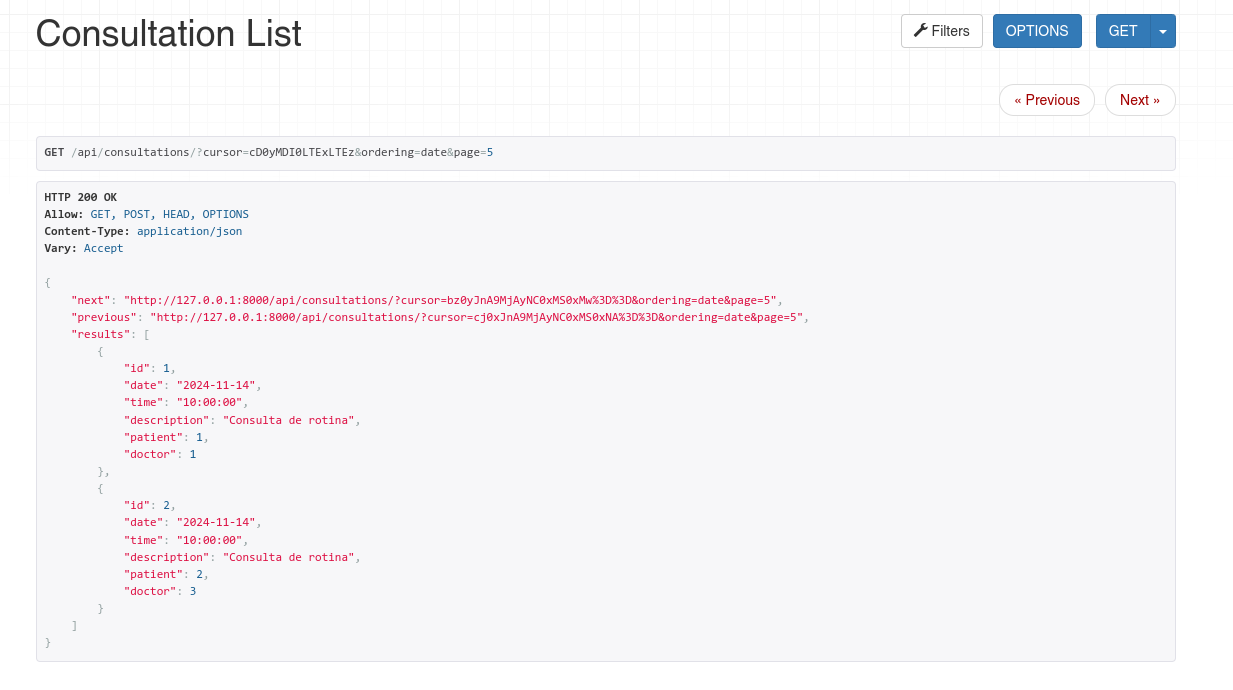 Consultation List
Filters
OPTIONS
GET
« Previous
Next »
GET /api/consultations/?cursor=cD0yMDI0LTExLTEz&ordering=date&page=5
HTTP 200 OK
Allow: GET, POST, HEAD, OPTIONS
Content-Type: application/json
Vary: Accept
{
    "next": "http://127.0.0.1:8000/api/consultations/?cursor=bz0yJnA9MjAyNC0xMS0xMw%3D%3D&ordering=date&page=5",
    "previous": "http://127.0.0.1:8000/api/consultations/?cursor=cj0xJnA9MjAyNC0xMS0xNA%3D%3D&ordering=date&page=5",
    "results": [
        {
            "id": 1,
            "date": "2024-11-14",
            "time": "10:00:00",
            "description": "Consulta de rotina",
            "patient": 1,
            "doctor": 1
        },
        {
            "id": 2,
            "date": "2024-11-14",
            "time": "10:00:00",
            "description": "Consulta de rotina",
            "patient": 2,
            "doctor": 3
        }
    ]
}